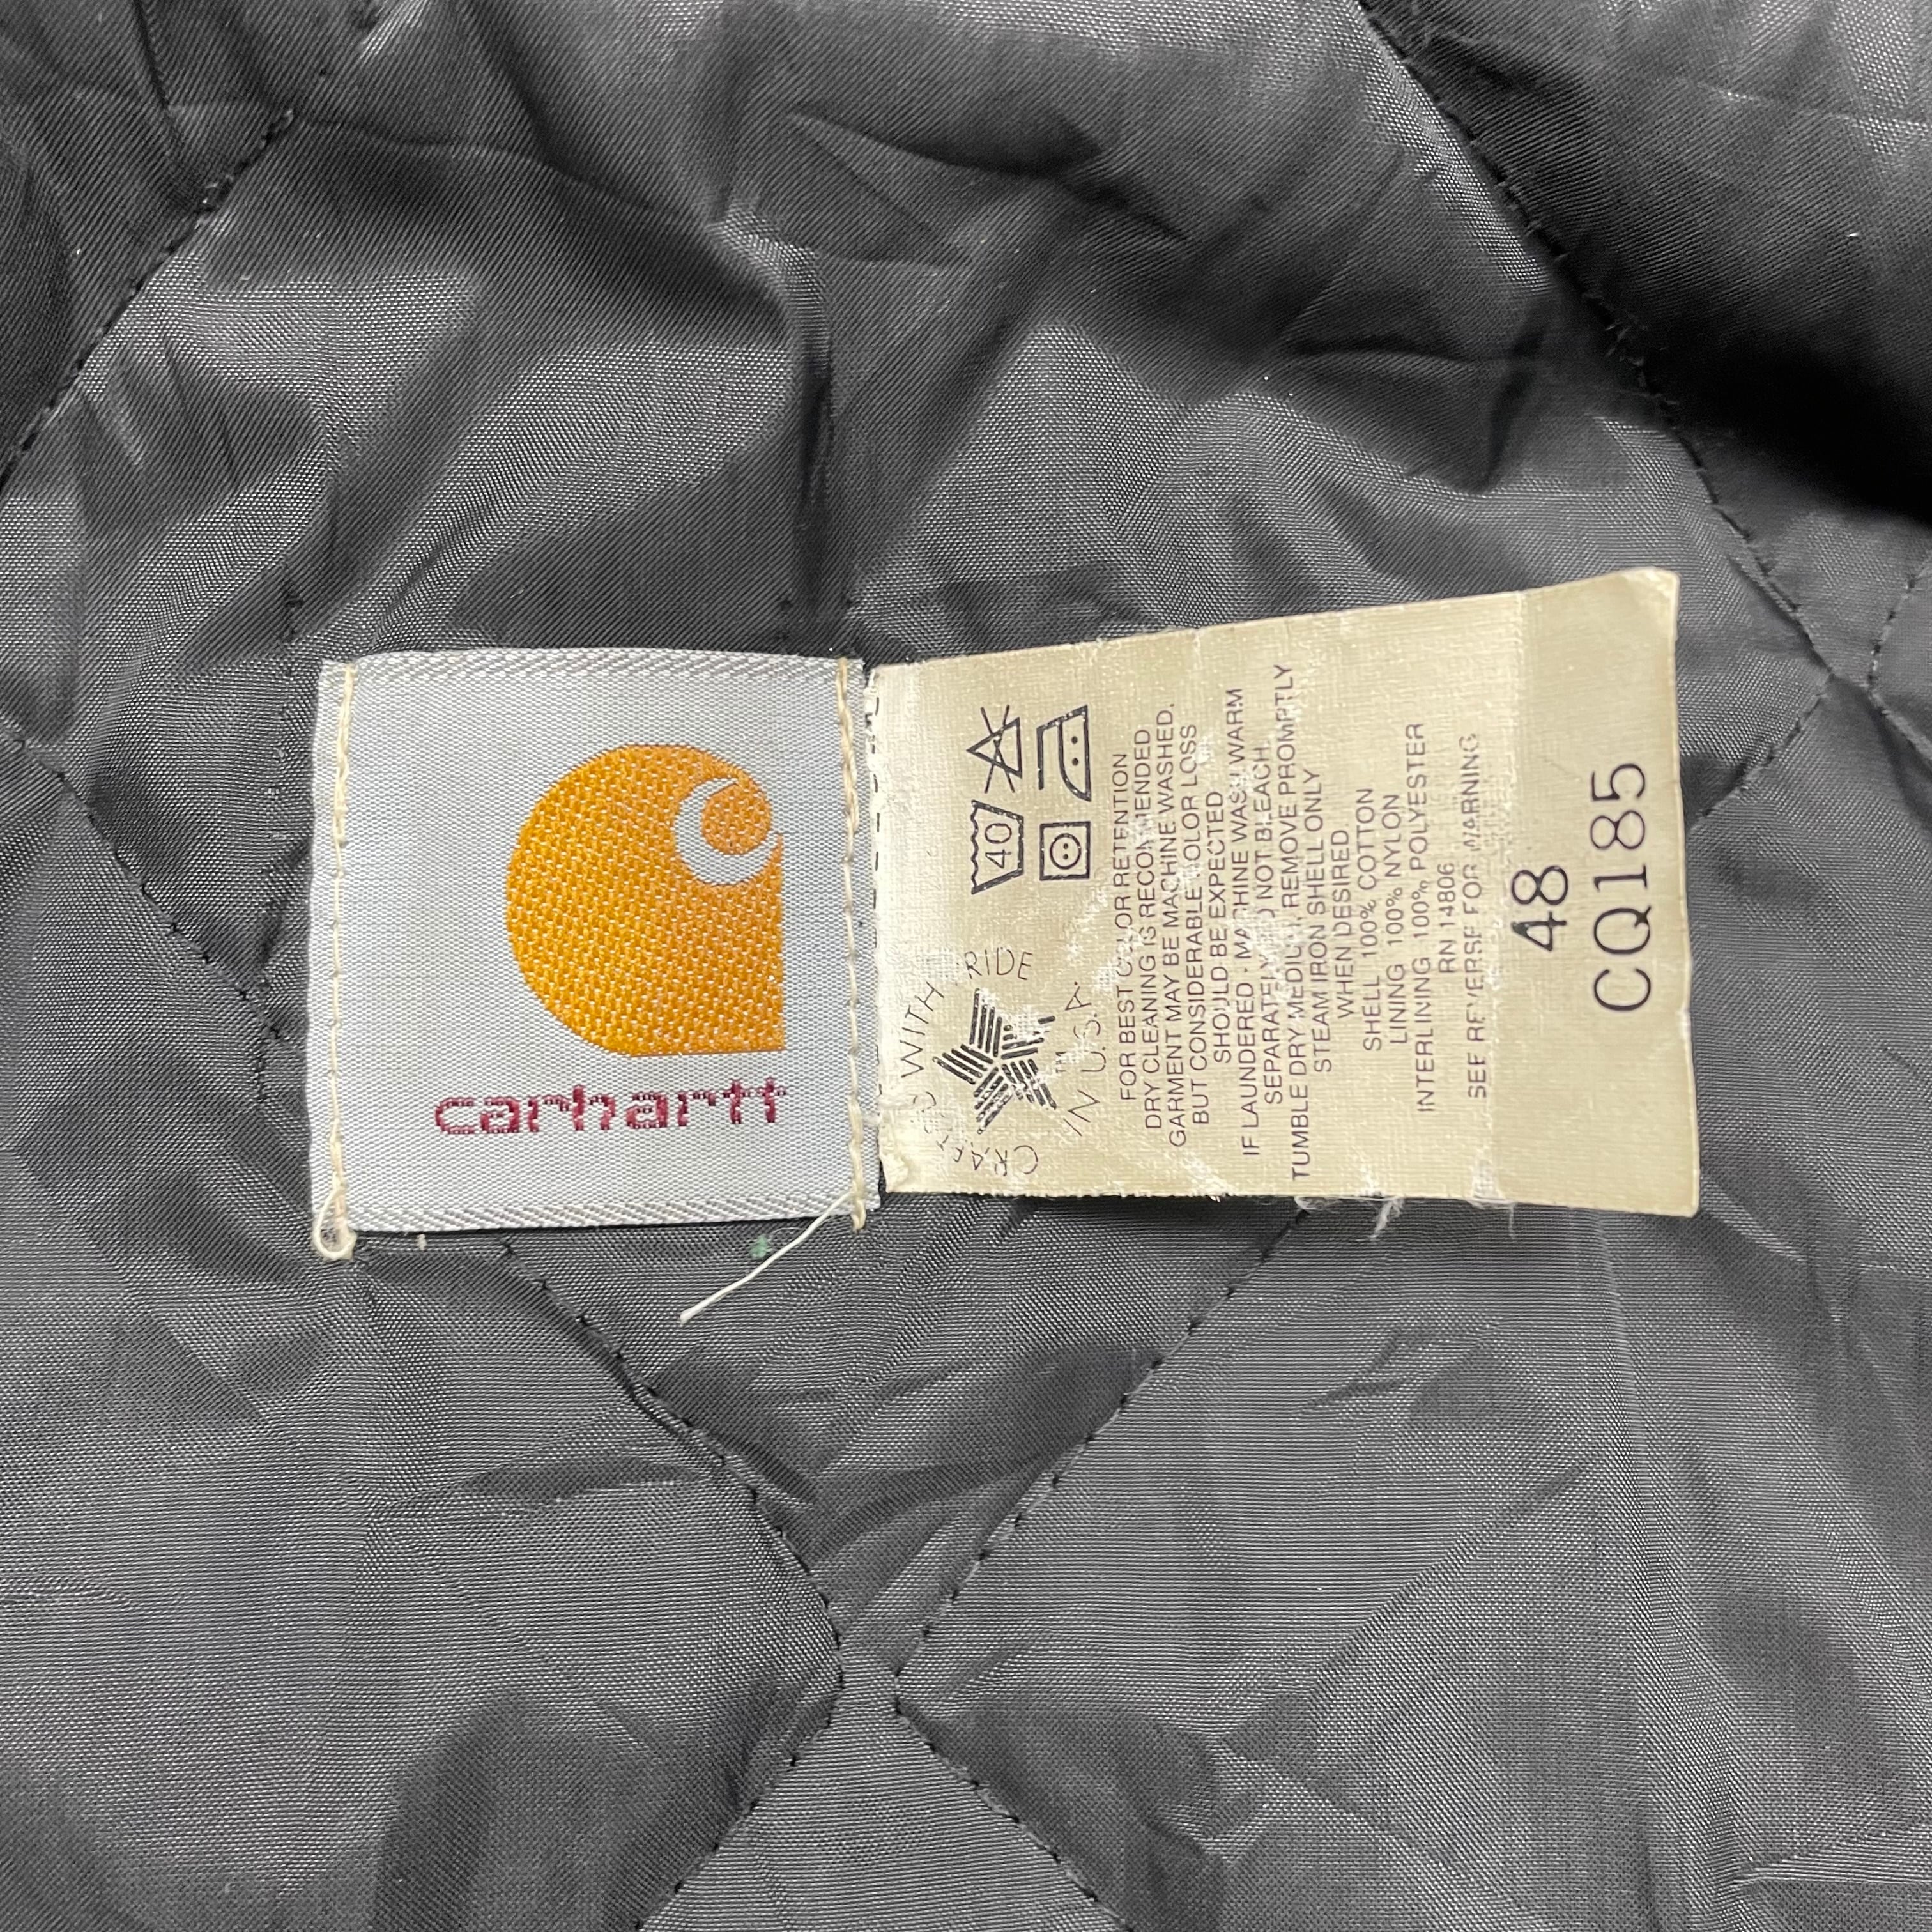 carhartt
CRAFTED WITH PRIDE
IN U.S.A.
TM
40
FOR BEST COLOR RETENTION
DRY CLEANING IS RECOMMENDED
GARMENT MAY BE MACHINE WASHED.
BUT CONSIDERABLE COLOR LOSS
SHOULD BE EXPECTED
IF LAUNDERED · MACHINE WASH WARM
SEPARATELY DO NOT BLEACH.
TUMBLE DRY MEDIUM, REMOVE PROMPTLY
STEAM IRON SHELL ONLY
WHEN DESIRED
SHELL 100% COTTON
LINING 100% NYLON
INTERLINING 100% POLYESTER
RN 14806
SEE REVERSE FOR WARNING
48
CQ185